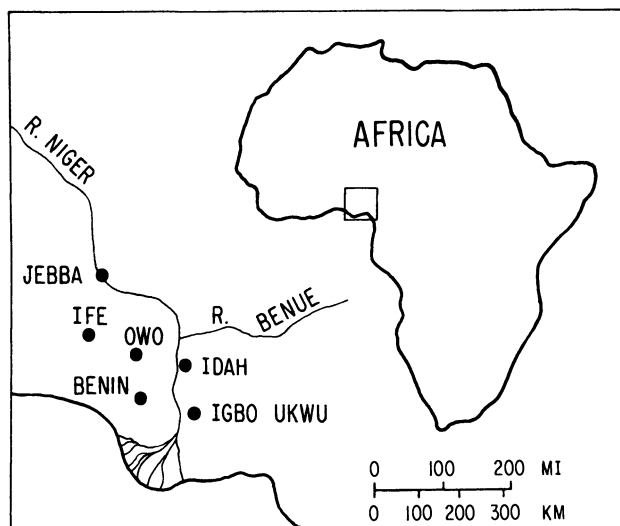 AFRICA
R. NIGER
JEBBA
IFE
OWO
R. BENUE
IDAH
BENIN
IGBO UKWU
0 100 200 MI
0 100 200 300 KM